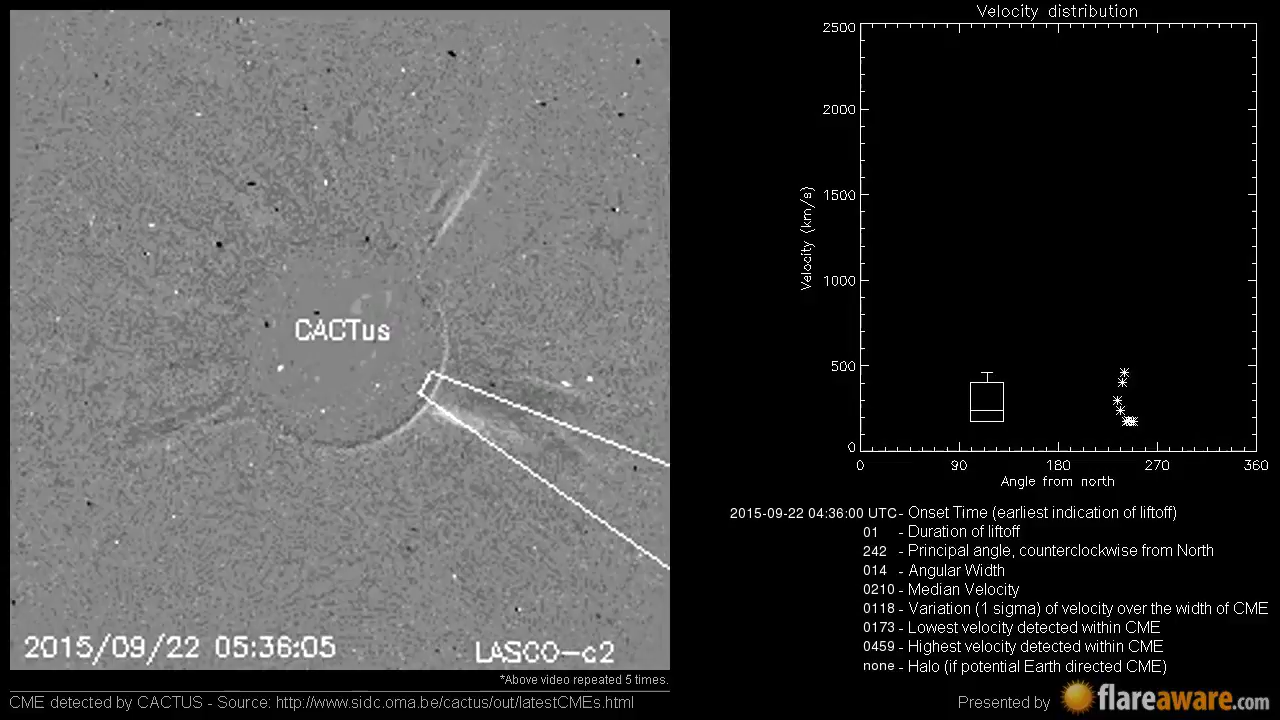 CACTus
2015/09/22 05:36:05
LASCO-c2
*Above video repeated 5 times.
CME detected by CACTUS - Source: http://www.sidc.oma.be/cactus/out/latestCMEs.html
Velocity distribution
2500
2000
1500
1000
500
0
Velocity (km/s)
0 90 180 270 360
Angle from north
2015-09-22 04:36:00 UTC - Onset Time (earliest indication of liftoff)
01 - Duration of liftoff
242 - Principal angle, counterclockwise from North
014 - Angular Width
0210 - Median Velocity
0118 - Variation (1 sigma) of velocity over the width of CME
0173 - Lowest velocity detected within CME
0459 - Highest velocity detected within CME
none - Halo (if potential Earth directed CME)
Presented by flareaware.com